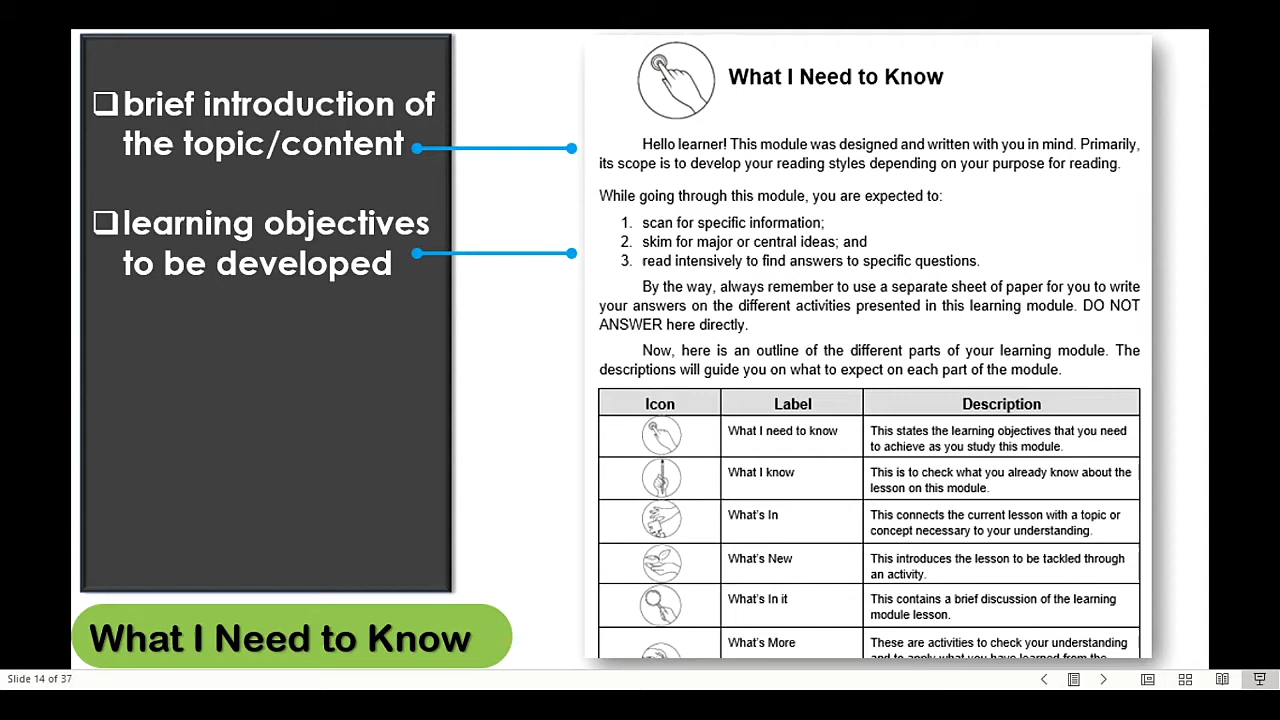 brief introduction of
the topic/content
learning objectives
to be developed
What I Need to Know
What I Need to Know
Hello learner! This module was designed and written with you in mind. Primarily,
its scope is to develop your reading styles depending on your purpose for reading.
While going through this module, you are expected to:
1. scan for specific information;
2. skim for major or central ideas; and
3. read intensively to find answers to specific questions.
By the way, always remember to use a separate sheet of paper for you to write
your answers on the different activities presented in this learning module. DO NOT
ANSWER here directly.
Now, here is an outline of the different parts of your learning module. The
descriptions will guide you on what to expect on each part of the module.
Icon Label Description
What I need to know This states the learning objectives that you need
to achieve as you study this module.
What I know This is to check what you already know about the
lesson on this module.
What's In This connects the current lesson with a topic or
concept necessary to your understanding.
What's New This introduces the lesson to be tackled through
an activity.
What's In it This contains a brief discussion of the learning
module lesson.
What's More These are activities to check your understanding
and to apply what you have learned from the
Slide 14 of 37